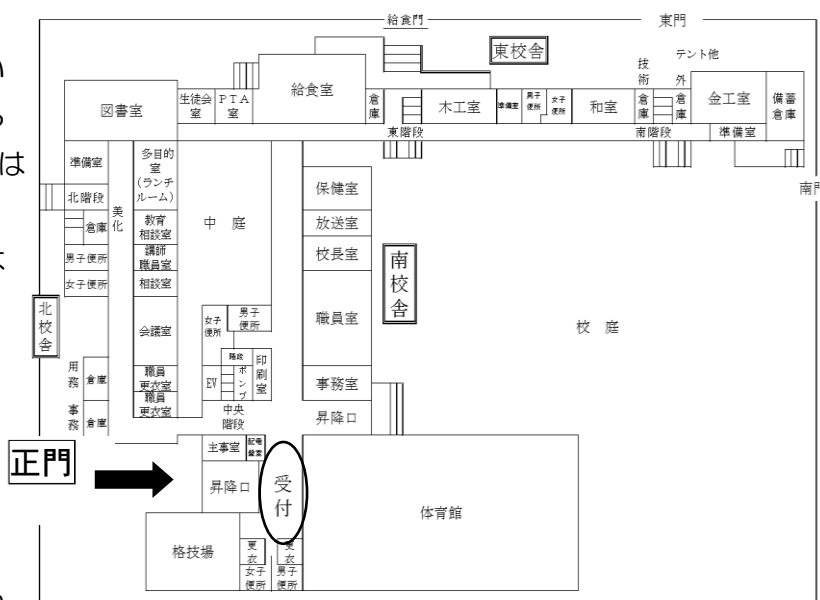 給食門
東門
東校舎
テント他
図書室
生徒会室
PTA室
給食室
倉庫
木工室
準備室
男子便所
女子便所
和室
技術
倉庫
外
倉庫
金工室
備蓄倉庫
東階段
南階段
準備室
南門
は
準備室
多目的室
(ランチルーム)
北階段
美化
倉庫
教育相談室
中庭
保健室
放送室
男子便所
講師職員室
校長室
女子便所
相談室
南校舎
北校舎
会議室
女子便所
男子便所
職員室
校庭
階段
印刷室
用務
倉庫
職員更衣室
EV
ポンプ
事務室
事務
倉庫
職員更衣室
中央階段
昇降口
正門
主事室
配電盤室
昇降口
受付
体育館
格技場
更衣
更衣
女子便所
男子便所